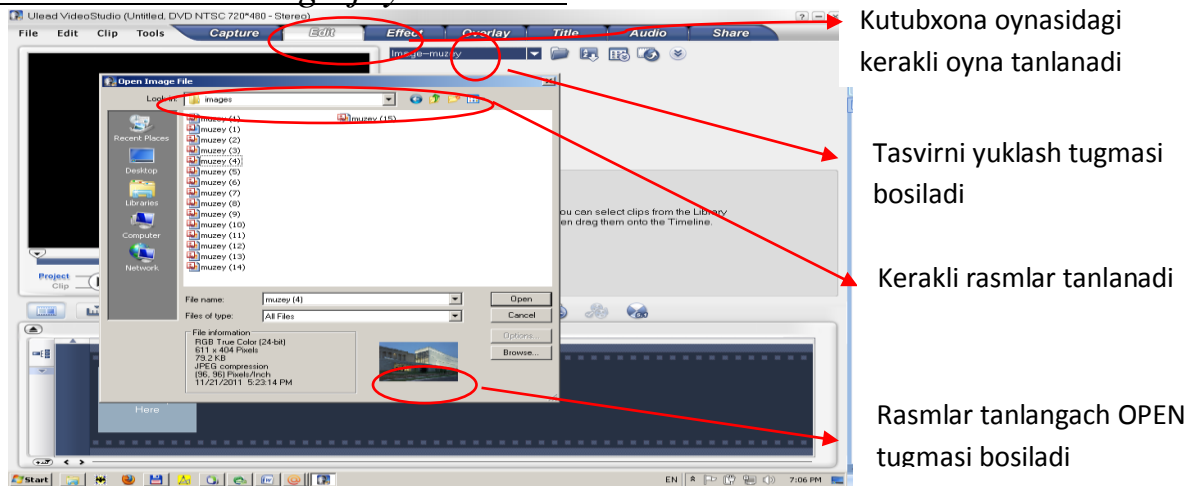 Ulead VideoStudio (Untitled, DVD NTSC 720*480 - Stereo)
File Edit Clip Tools Capture Edit Effect Overlay Title Audio Share
Image-muzey
Open Image File
Look in: images
Recent Places
Desktop
Libraries
Computer
Network
muzey (1)
muzey (1)
muzey (2)
muzey (3)
muzey (4)
muzey (5)
muzey (6)
muzey (7)
muzey (8)
muzey (9)
muzey (10)
muzey (11)
muzey (12)
muzey (13)
muzey (14)
muzey (15)
File name: muzey (4) Open
Files of type: All Files Cancel
Options...
Browse...
File information
RGB True Color (24-bit)
611 x 404 Pixels
79.2 KB
JPEG compression
(96, 96) Pixels/Inch
11/21/2011 5:23:14 PM
ou can select clips from the Library
en drag them onto the Timeline.
Project
Clip
Here
Start EN 7:06 PM
Kutubxona oynasidagi
kerakli oyna tanlanadi
Tasvirni yuklash tugmasi
bosiladi
Kerakli rasmlar tanlanadi
Rasmlar tanlangach OPEN
tugmasi bosiladi